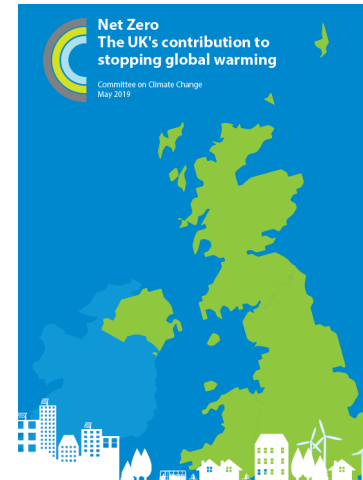 Net Zero
The UK's contribution to
stopping global warming
Committee on Climate Change
May 2019